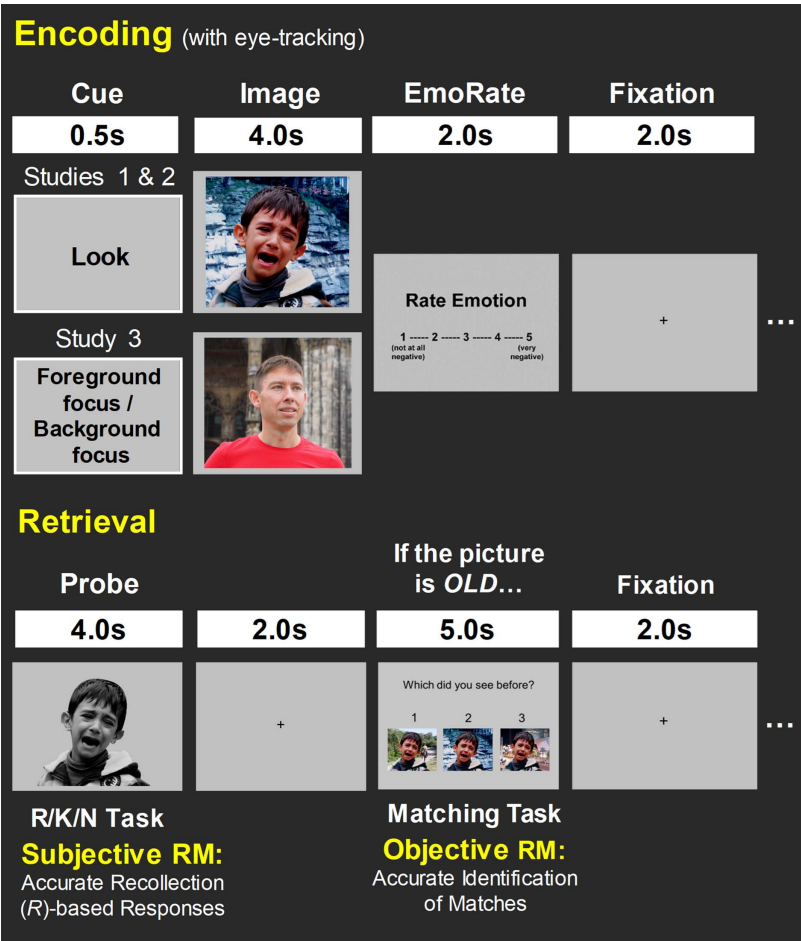 Encoding (with eye-tracking)
Cue Image EmoRate Fixation
0.5s 4.0s 2.0s 2.0s
Studies 1 & 2
Look
Rate Emotion
1 ----- 2 ----- 3 ----- 4 ----- 5
(not at all
negative)
(very
negative)
+
...
Study 3
Foreground
focus /
Background
focus
Retrieval
Probe
If the picture
is OLD...
Fixation
4.0s 2.0s 5.0s 2.0s
+
Which did you see before?
1 2 3
+
...
R/K/N Task
Subjective RM:
Accurate Recollection
(R)-based Responses
Matching Task
Objective RM:
Accurate Identification
of Matches